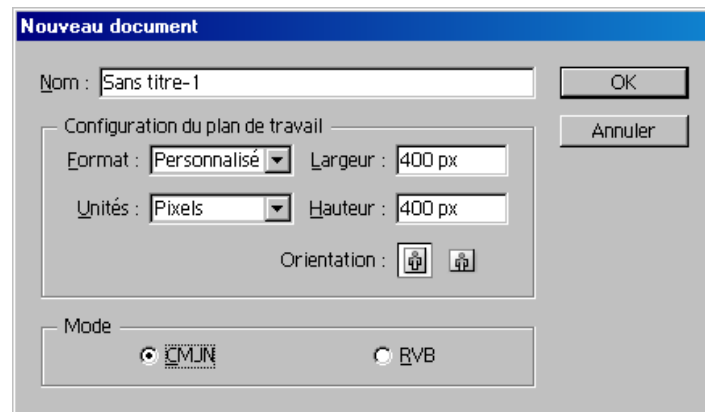 Nouveau document
Nom : Sans titre-1
OK
Annuler
Configuration du plan de travail
Format : Personnalisé Largeur : 400 px
Unités : Pixels Hauteur : 400 px
Orientation :
Mode
CMJN RVB